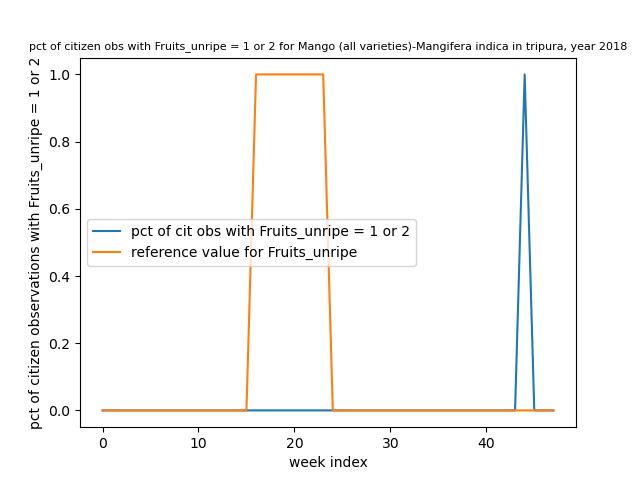 pct of citizen obs with Fruits_unripe = 1 or 2 for Mango (all varieties)-Mangifera indica in tripura, year 2018
pct of citizen observations with Fruits_unripe = 1 or 2
1.0
0.8
0.6
0.4
0.2
0.0
pct of cit obs with Fruits_unripe = 1 or 2
reference value for Fruits_unripe
0 10 20 30 40
week index